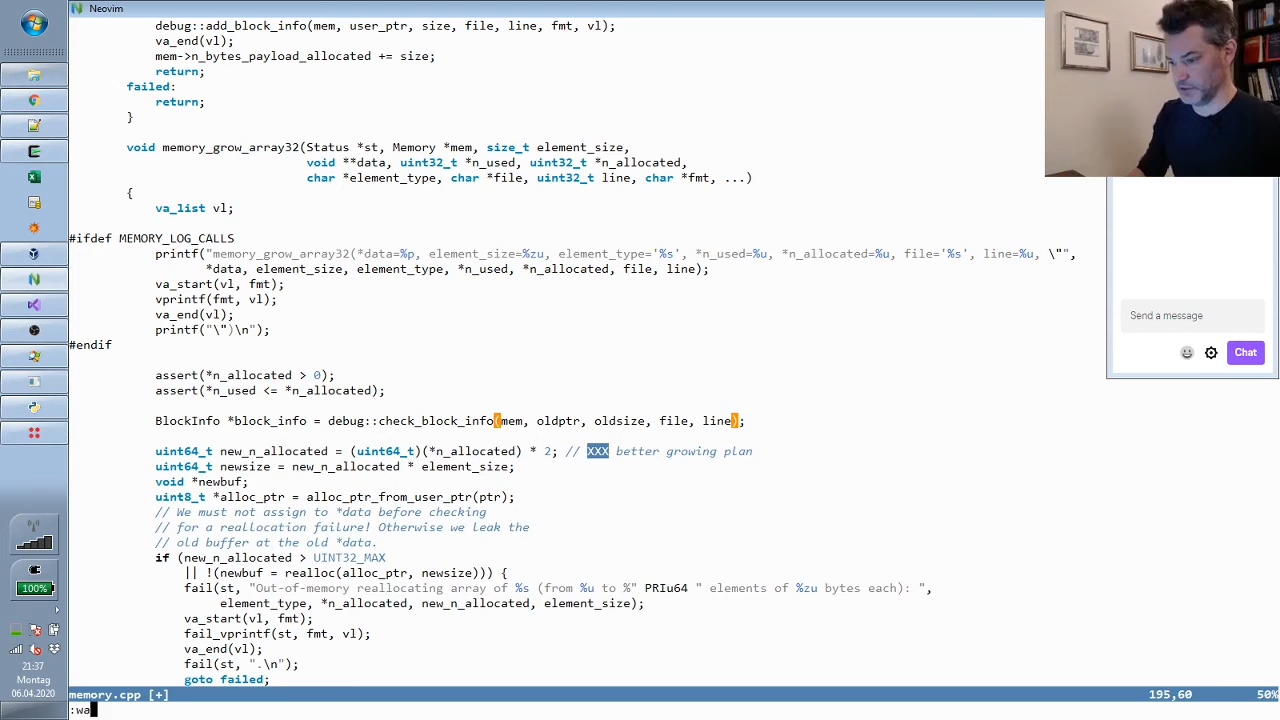 Neovim
debug::add_block_info(mem, user_ptr, size, file, line, fmt, vl);
va_end(vl);
mem->n_bytes_payload_allocated += size;
return;
failed:
return;
}
void memory_grow_array32(Status *st, Memory *mem, size_t element_size,
void **data, uint32_t *n_used, uint32_t *n_allocated,
char *element_type, char *file, uint32_t line, char *fmt, ...)
{
va_list vl;
#ifdef MEMORY_LOG_CALLS
printf("memory_grow_array32(*data=%p, element_size=%zu, element_type='%s', *n_used=%u, *n_allocated=%u, file='%s', line=%u, \"",
*data, element_size, element_type, *n_used, *n_allocated, file, line);
va_start(vl, fmt);
vprintf(fmt, vl);
va_end(vl);
printf("\")\n");
#endif
assert(*n_allocated > 0);
assert(*n_used <= *n_allocated);
BlockInfo *block_info = debug::check_block_info(mem, oldptr, oldsize, file, line);
uint64_t new_n_allocated = (uint64_t)(*n_allocated) * 2; // XXX better growing plan
uint64_t newsize = new_n_allocated * element_size;
void *newbuf;
uint8_t *alloc_ptr = alloc_ptr_from_user_ptr(ptr);
// We must not assign to *data before checking
// for a reallocation failure! Otherwise we leak the
// old buffer at the old *data.
if (new_n_allocated > UINT32_MAX
|| !(newbuf = realloc(alloc_ptr, newsize))) {
fail(st, "Out-of-memory reallocating array of %s (from %u to %" PRIu64 " elements of %zu bytes each): ",
element_type, *n_allocated, new_n_allocated, element_size);
va_start(vl, fmt);
fail_vprintf(st, fmt, vl);
va_end(vl);
fail(st, ".\n");
goto failed;
memory.cpp [+] 195,60 50%
:wa
Send a message
Chat
100%
21:37
Montag
06.04.2020